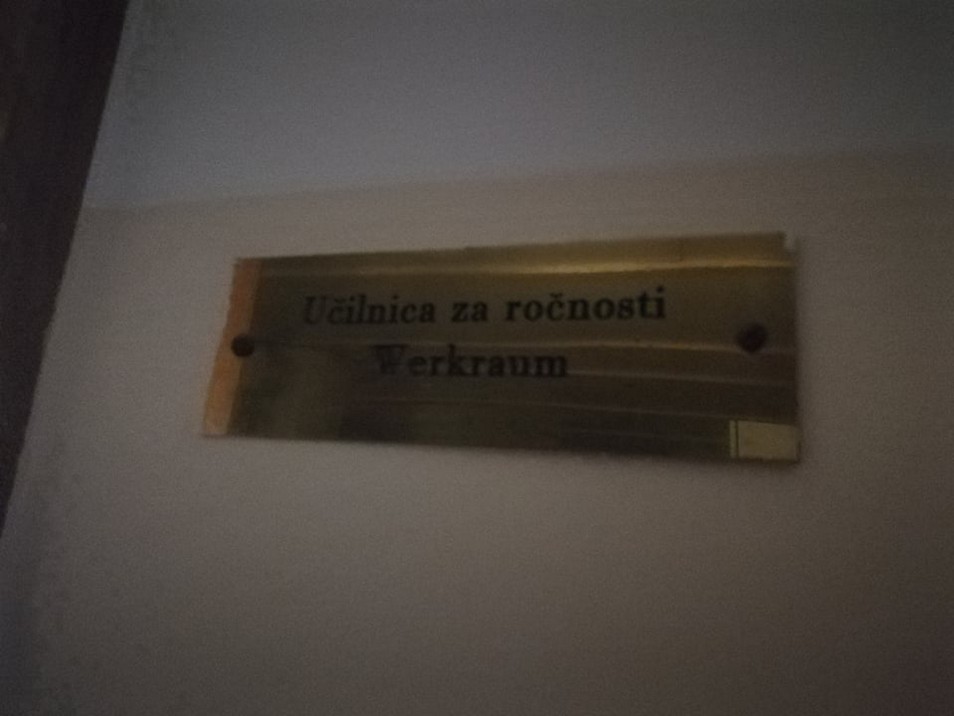 Učilnica za ročnosti
Werkraum